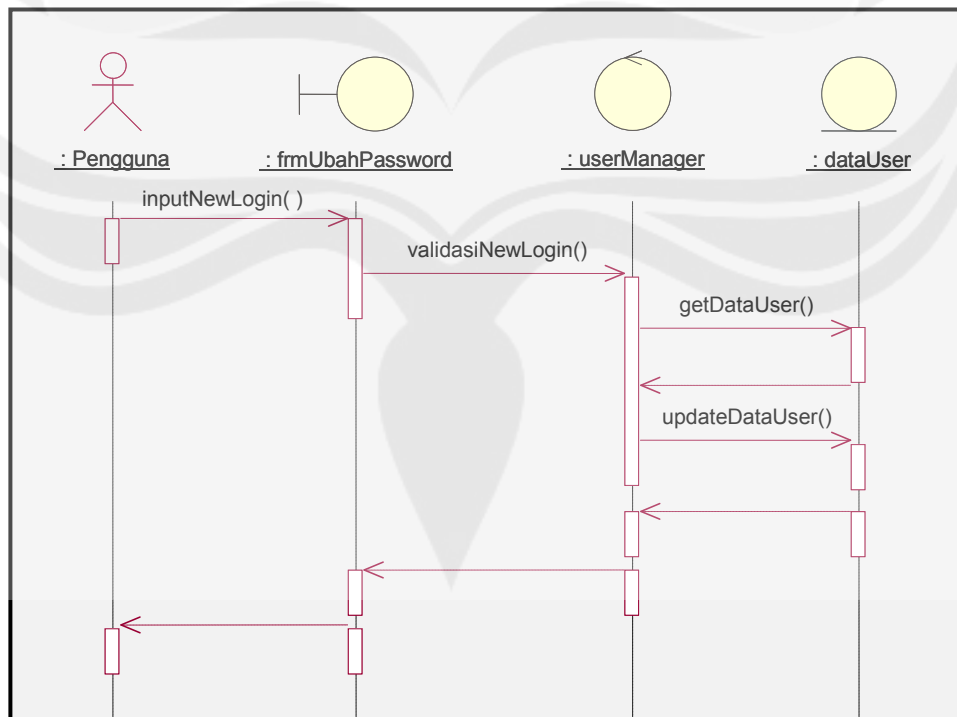 : Pengguna
: frmUbahPassword
: userManager
: dataUser
inputNewLogin( )
validasiNewLogin()
getDataUser()
updateDataUser()